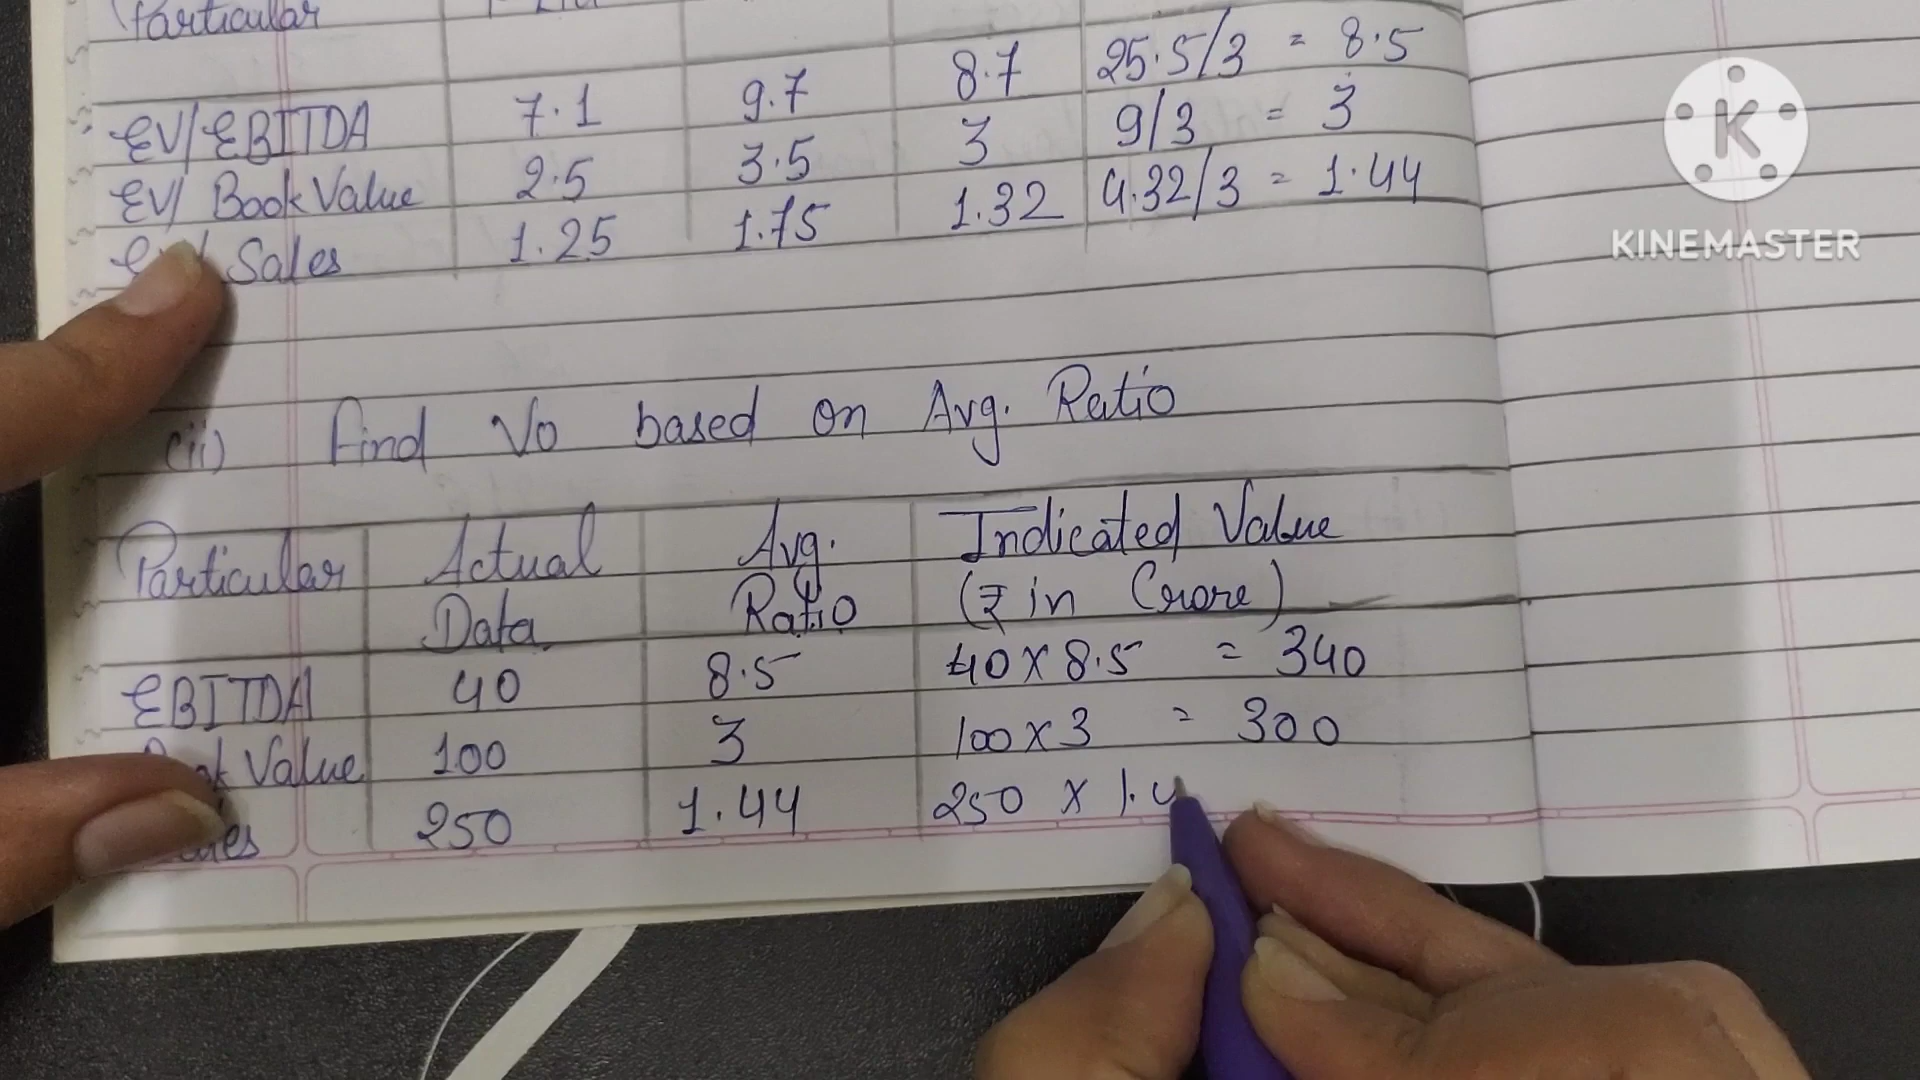 Particular
EV/EBITDA 7.1 9.7 8.7 25.5/3 = 8.5
EV/ Book Value 2.5 3.5 3 9/3 = 3
EV/ Sales 1.25 1.75 1.32 4.32/3 = 1.44
K
KINEMASTER
(ii) Find Vo based on Avg. Ratio
Particular Actual Data Avg. Ratio Indicated Value (₹ in Crore)
EBITDA 40 8.5 40 x 8.5 = 340
Value 100 3 100 x 3 = 300
250 1.44 250 x 1.4